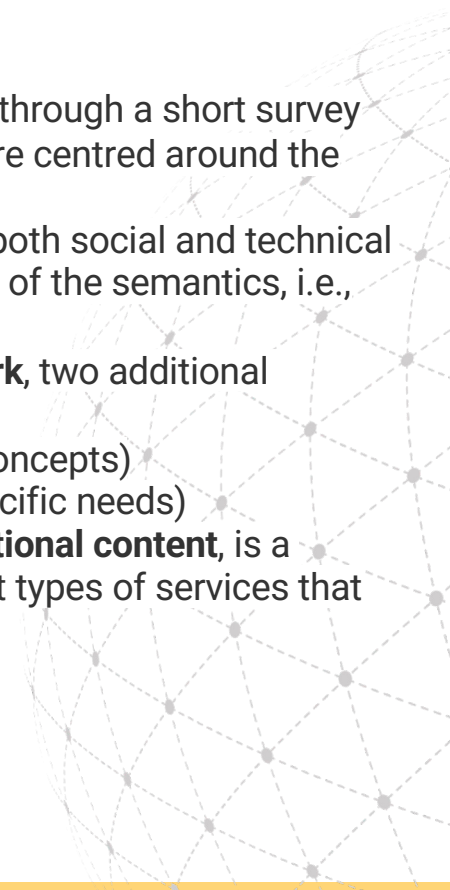 through a short survey
re centred around the
both social and technical
of the semantics, i.e.,
rk, two additional
oncepts)
cific needs)
tional content, is a
t types of services that